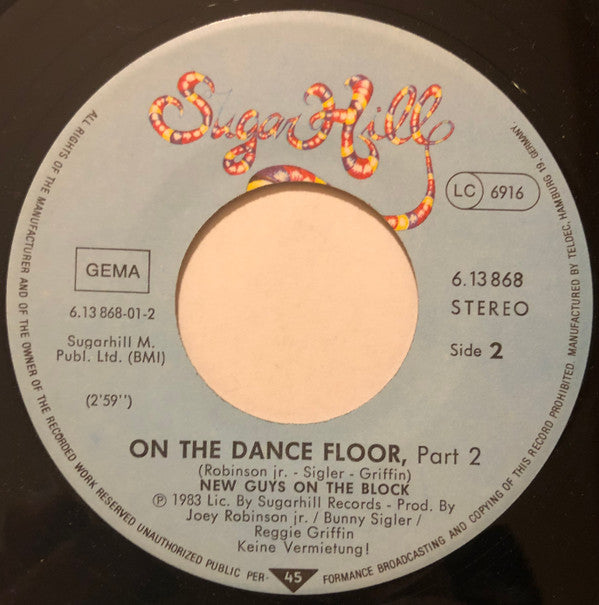 Sugar Hill
LC 6916
GEMA
6.13 868-01-2
Sugarhill M.
Publ. Ltd. (BMI)
(2'59")
6.13 868
STEREO
Side 2
ON THE DANCE FLOOR, Part 2
(Robinson jr. - Sigler - Griffin)
NEW GUYS ON THE BLOCK
℗ 1983 Lic. By Sugarhill Records - Prod. By
Joey Robinson jr. / Bunny Sigler /
Reggie Griffin
Keine Vermietung!
ALL RIGHTS OF THE MANUFACTURER AND OF THE OWNER OF THE RECORDED WORK RESERVED UNAUTHORIZED PUBLIC PER- 45 FORMANCE BROADCASTING AND COPYING OF THIS RECORD PROHIBITED. MANUFACTURED BY TELDEC, HAMBURG 19, GERMANY.